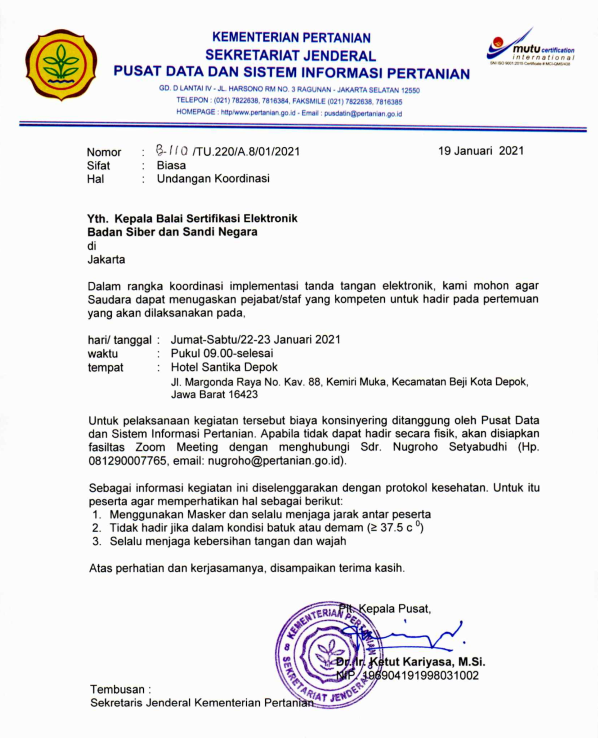 KEMENTERIAN PERTANIAN
SEKRETARIAT JENDERAL
PUSAT DATA DAN SISTEM INFORMASI PERTANIAN
GD. D LANTAI IV - JL. HARSONO RM NO. 3 RAGUNAN - JAKARTA SELATAN 12550
TELEPON : (021) 7822638, 7816384, FAKSMILE (021) 7822638, 7816385
HOMEPAGE : http/www.pertanian.go.id - Email : pusdatin@pertanian.go.id
mutu certification
international
Nomor : B-110 /TU.220/A.8/01/2021 19 Januari 2021
Sifat : Biasa
Hal : Undangan Koordinasi
Yth. Kepala Balai Sertifikasi Elektronik
Badan Siber dan Sandi Negara
di
Jakarta
Dalam rangka koordinasi implementasi tanda tangan elektronik, kami mohon agar
Saudara dapat menugaskan pejabat/staf yang kompeten untuk hadir pada pertemuan
yang akan dilaksanakan pada,
hari/ tanggal : Jumat-Sabtu/22-23 Januari 2021
waktu : Pukul 09.00-selesai
tempat : Hotel Santika Depok
Jl. Margonda Raya No. Kav. 88, Kemiri Muka, Kecamatan Beji Kota Depok,
Jawa Barat 16423
Untuk pelaksanaan kegiatan tersebut biaya konsinyering ditanggung oleh Pusat Data
dan Sistem Informasi Pertanian. Apabila tidak dapat hadir secara fisik, akan disiapkan
fasiltas Zoom Meeting dengan menghubungi Sdr. Nugroho Setyabudhi (Hp.
081290007765, email: nugroho@pertanian.go.id).
Sebagai informasi kegiatan ini diselenggarakan dengan protokol kesehatan. Untuk itu
peserta agar memperhatikan hal sebagai berikut:
1. Menggunakan Masker dan selalu menjaga jarak antar peserta
2. Tidak hadir jika dalam kondisi batuk atau demam (≥ 37.5 c ⁰)
3. Selalu menjaga kebersihan tangan dan wajah
Atas perhatian dan kerjasamanya, disampaikan terima kasih.
Plt. Kepala Pusat,
KEMENTERIAN PERTANIAN
SEKRETARIAT JENDERAL
Dr. Ir. Ketut Kariyasa, M.Si.
NIP. 196904191998031002
Tembusan :
Sekretaris Jenderal Kementerian Pertanian